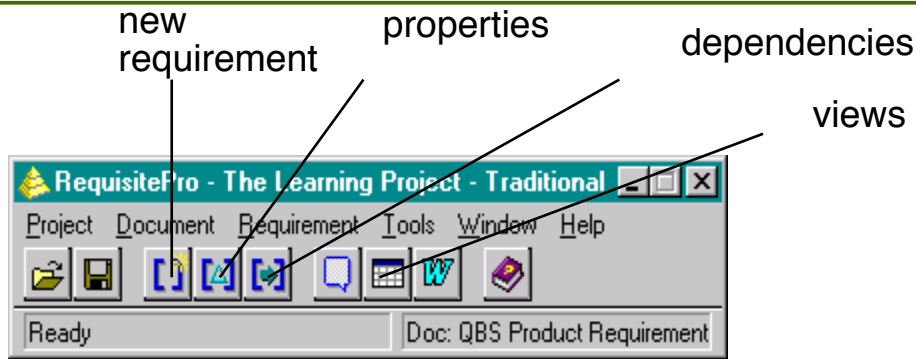 new
requirement
properties
dependencies
views
RequisitePro - The Learning Project - Traditional
Project Document Requirement Tools Window Help
Ready
Doc: QBS Product Requirement